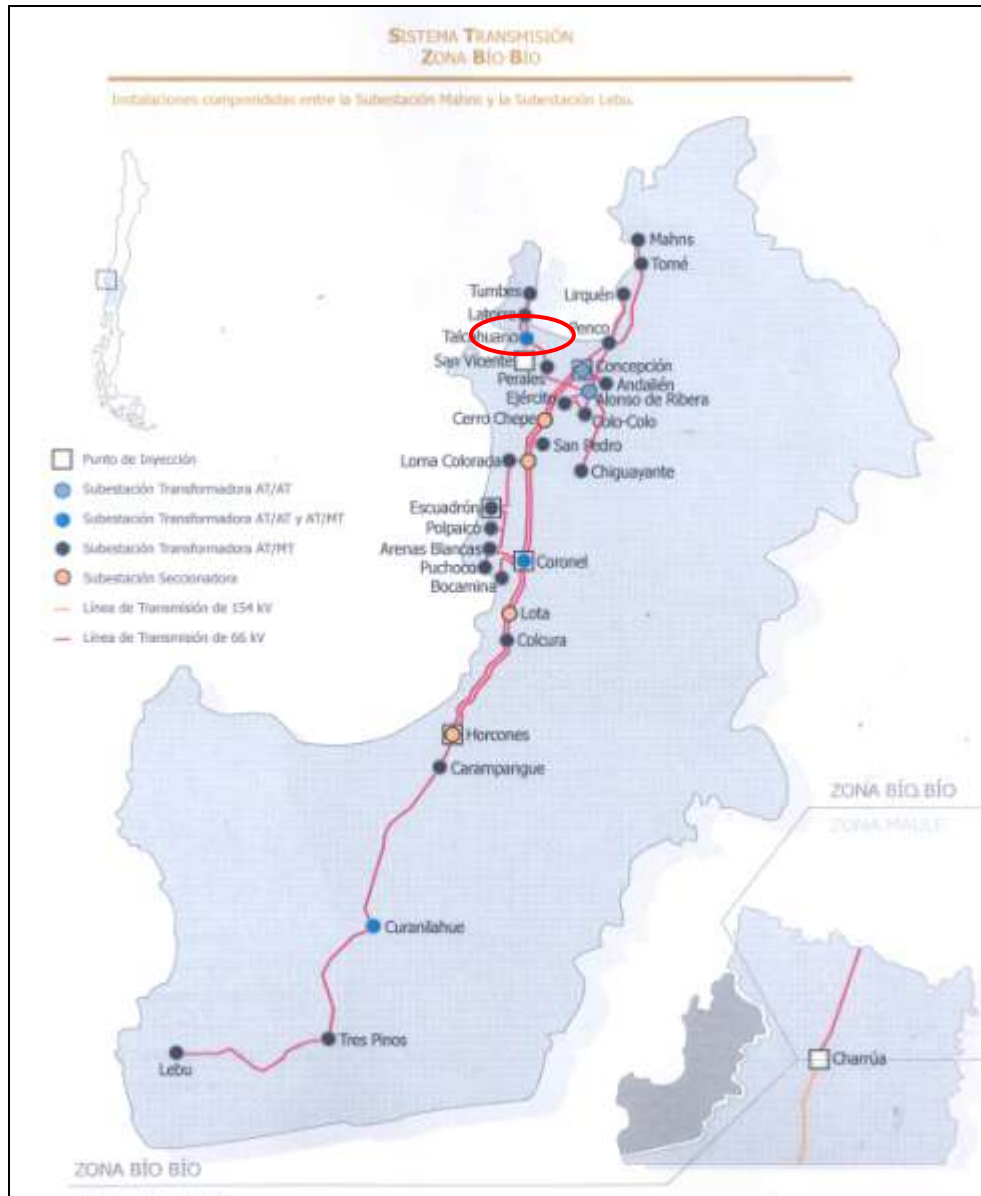 SISTEMA TRANSMISIÓN
ZONA BÍO BÍO
Instalaciones comprendidas entre la Subestación Mahns y la Subestación Lebu.
Mahns
Tomé
Tumbes
Lirquén
Latorre
Talcahuano
Penco
San Vicente
Concepción
Perales
Andalién
Ejército
Alonso de Ribera
Cerro Chepe
Colo-Colo
San Pedro
Loma Colorada
Chiguayante
Punto de Inyección
Subestación Transformadora AT/AT
Subestación Transformadora AT/AT y AT/MT
Subestación Transformadora AT/MT
Subestación Seccionadora
Línea de Transmisión de 154 kV
Línea de Transmisión de 66 kV
Escuadrón
Polpaico
Arenas Blancas
Puchoco
Coronel
Bocamina
Lota
Colcura
Horcones
Carampangue
ZONA BÍO BÍO
ZONA MAULE
Curanilahue
Tres Pinos
Lebu
Charrúa
ZONA BÍO BÍO